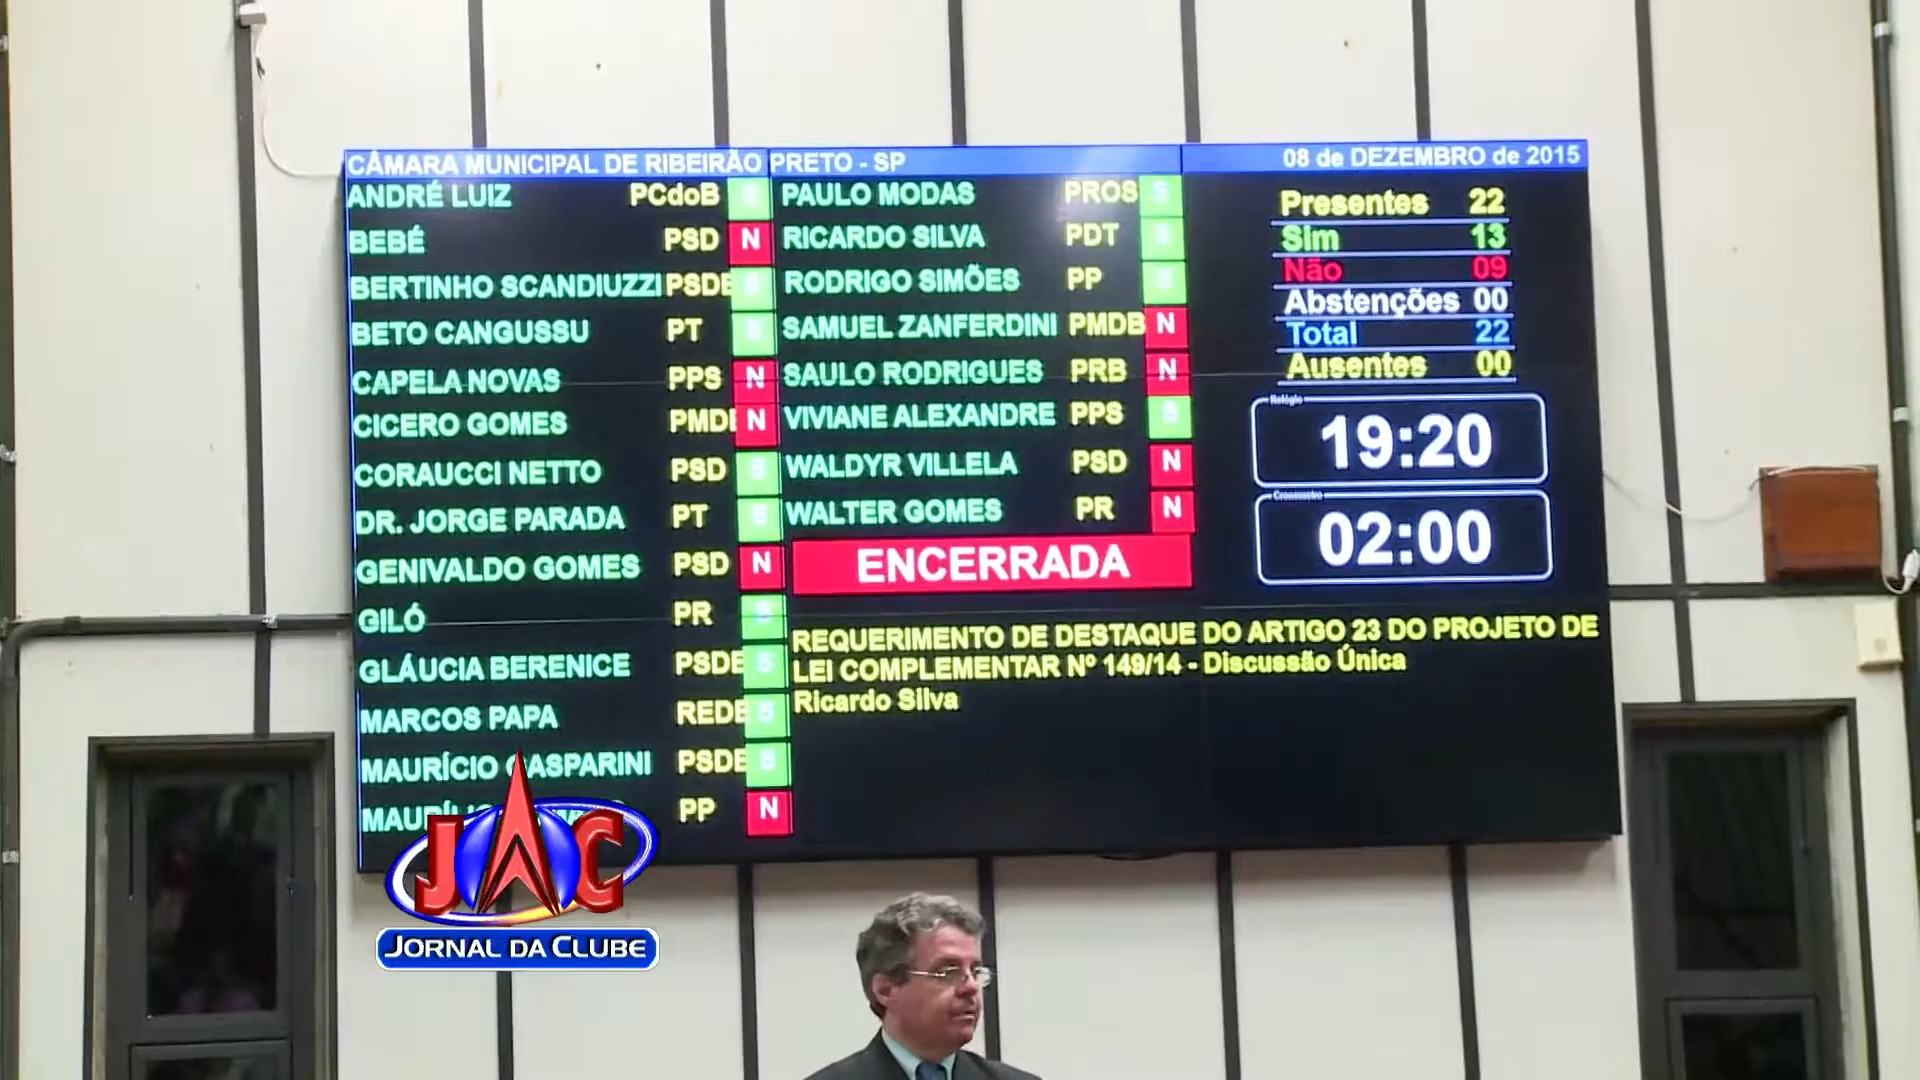 CÂMARA MUNICIPAL DE RIBEIRÃO PRETO - SP
08 de DEZEMBRO de 2015
ANDRÉ LUIZ PCdoB S
BEBÉ PSD N
BERTINHO SCANDIUZZI PSDB S
BETO CANGUSSU PT S
CAPELA NOVAS PPS N
CICERO GOMES PMDB N
CORAUCCI NETTO PSD S
DR. JORGE PARADA PT S
GENIVALDO GOMES PSD N
GILÓ PR S
GLÁUCIA BERENICE PSDB S
MARCOS PAPA REDE S
MAURÍCIO GASPARINI PSDB S
PP N
PAULO MODAS PROS S
RICARDO SILVA PDT S
RODRIGO SIMÕES PP S
SAMUEL ZANFERDINI PMDB N
SAULO RODRIGUES PRB N
VIVIANE ALEXANDRE PPS S
WALDYR VILLELA PSD N
WALTER GOMES PR N
ENCERRADA
REQUERIMENTO DE DESTAQUE DO ARTIGO 23 DO PROJETO DE
LEI COMPLEMENTAR Nº 149/14 - Discussão Única
Ricardo Silva
Presentes 22
Sim 13
Não 09
Abstenções 00
Total 22
Ausentes 00
Relógio
19:20
Cronometro
02:00
JAC
JORNAL DA CLUBE